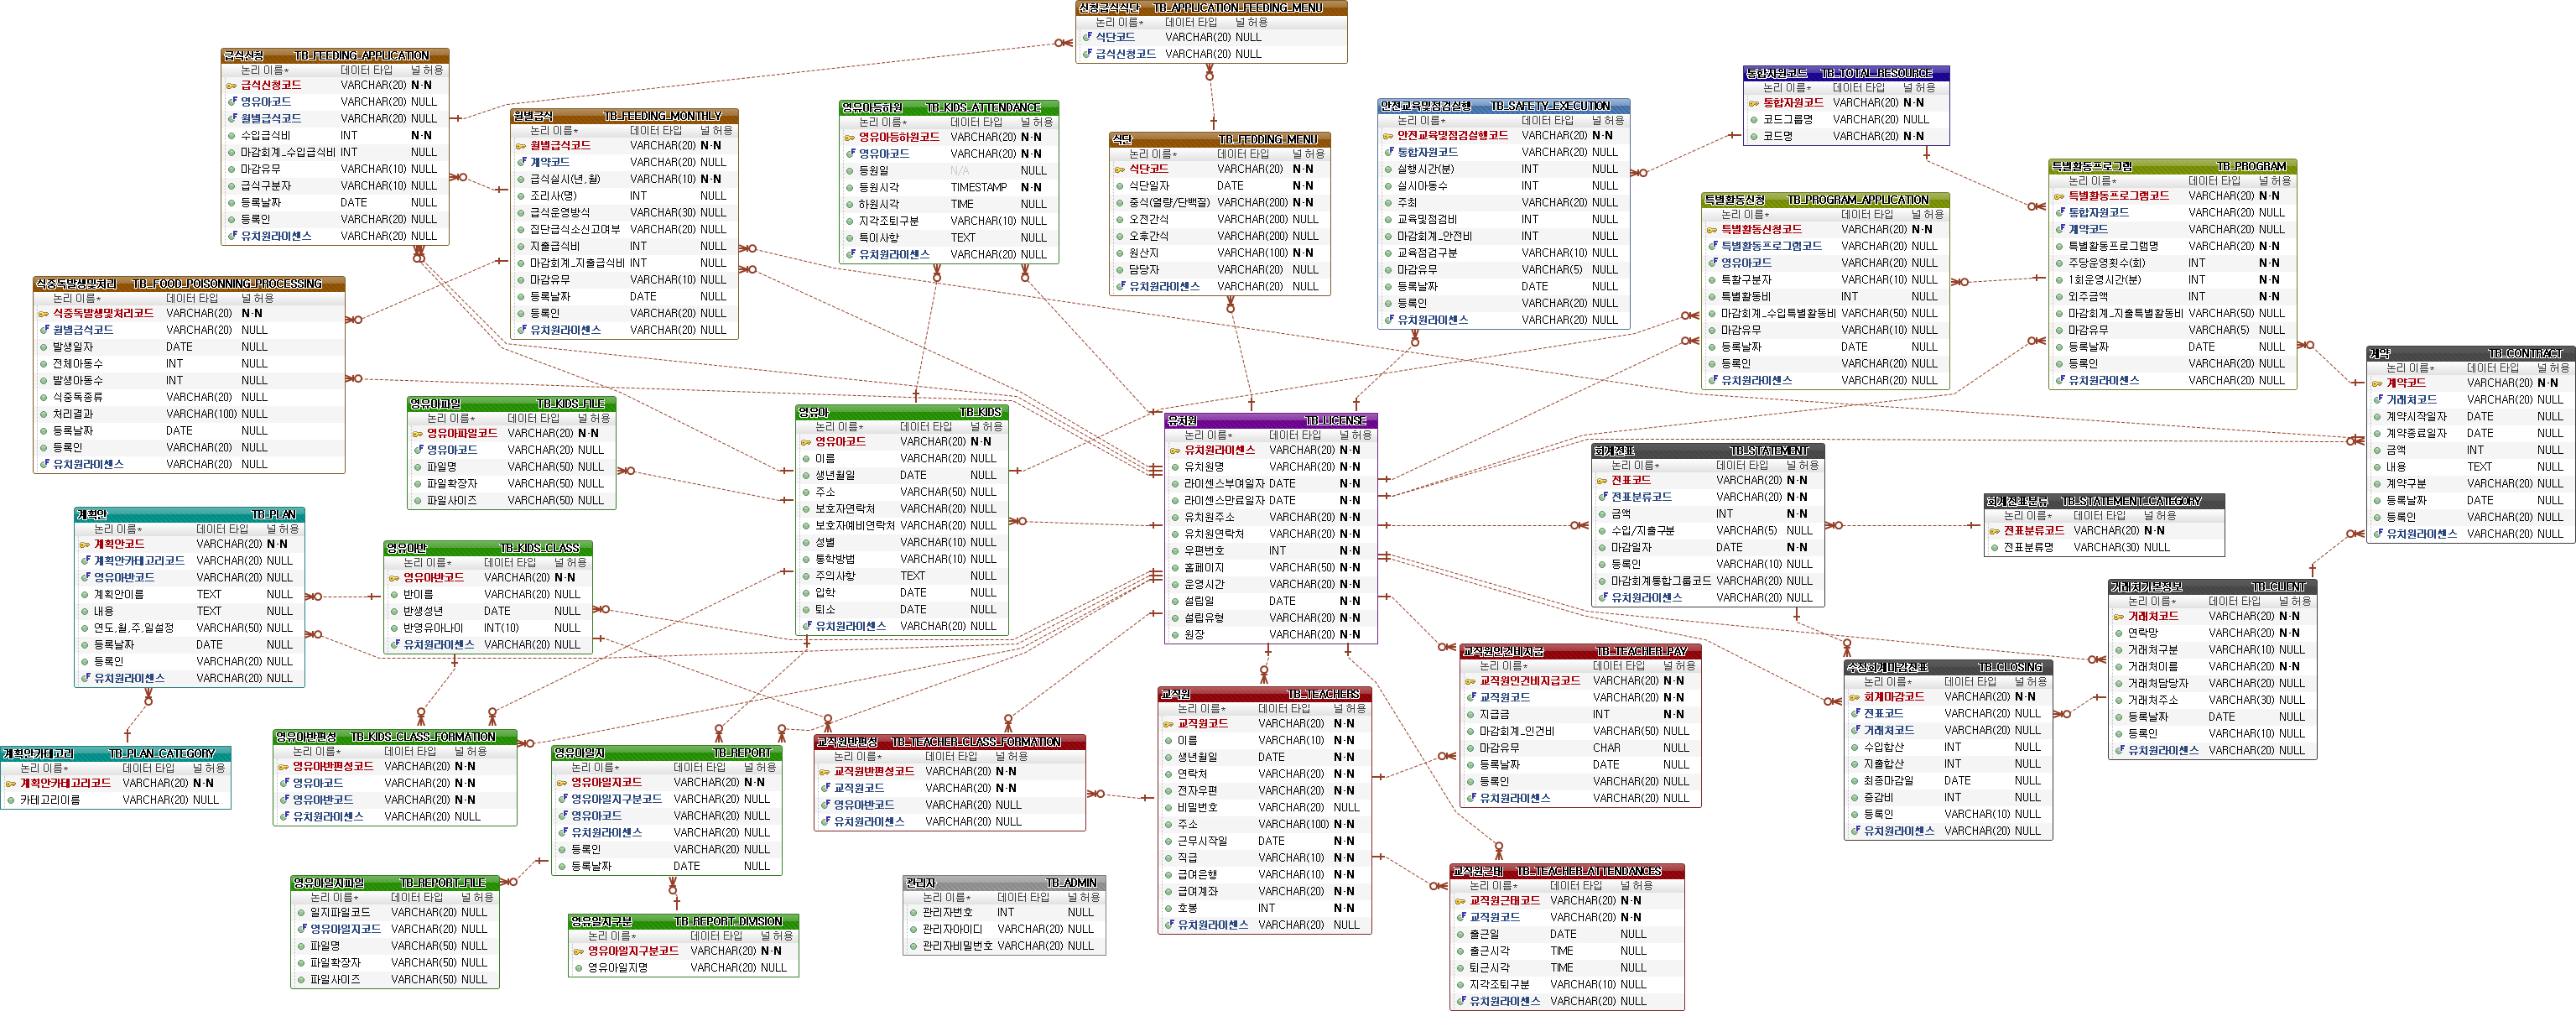 신청급식식단 TB_APPLICATION_FEEDING_MENU
논리 이름* 데이터 타입 널 허용
식단코드 VARCHAR(20) NULL
급식신청코드 VARCHAR(20) NULL
급식신청 TB_FEEDING_APPLICATION
논리 이름* 데이터 타입 널 허용
급식신청코드 VARCHAR(20) N-N
영유아코드 VARCHAR(20) NULL
월별급식코드 VARCHAR(20) NULL
수입급식비 INT N-N
마감회계_수입급식비 INT NULL
마감유무 VARCHAR(10) NULL
급식구분자 VARCHAR(10) NULL
등록날짜 DATE NULL
등록인 VARCHAR(20) NULL
유치원라이센스 VARCHAR(20) NULL
월별급식 TB_FEEDING_MONTHLY
논리 이름* 데이터 타입 널 허용
월별급식코드 VARCHAR(20) N-N
계약코드 VARCHAR(20) NULL
급식실시(년,월) VARCHAR(10) N-N
조리사(명) INT NULL
급식운영방식 VARCHAR(30) NULL
집단급식소신고여부 VARCHAR(20) NULL
지출급식비 INT NULL
마감회계_지출급식비 INT NULL
마감유무 VARCHAR(10) NULL
등록날짜 DATE NULL
등록인 VARCHAR(20) NULL
유치원라이센스 VARCHAR(20) NULL
영유아등하원 TB_KIDS_ATTENDANCE
논리 이름* 데이터 타입 널 허용
영유아등하원코드 VARCHAR(20) N-N
영유아코드 VARCHAR(20) N-N
등원일 N/A NULL
등원시각 TIMESTAMP N-N
하원시각 TIME NULL
지각조퇴구분 VARCHAR(10) NULL
특이사항 TEXT NULL
유치원라이센스 VARCHAR(20) NULL
식단 TB_FEDDING_MENU
논리 이름* 데이터 타입 널 허용
식단코드 VARCHAR(20) N-N
식단일자 DATE N-N
중식(열량/단백질) VARCHAR(200) N-N
오전간식 VARCHAR(200) NULL
오후간식 VARCHAR(200) NULL
원산지 VARCHAR(100) N-N
담당자 VARCHAR(20) NULL
유치원라이센스 VARCHAR(20) NULL
안전교육및점검실행 TB_SAFETY_EXECUTION
논리 이름* 데이터 타입 널 허용
안전교육및점검실행코드 VARCHAR(20) N-N
통합자원코드 VARCHAR(20) NULL
실행시간(분) INT NULL
실시아동수 INT NULL
주최 VARCHAR(20) NULL
교육및점검비 INT NULL
마감회계_안전비 INT NULL
교육점검구분 VARCHAR(10) NULL
마감유무 VARCHAR(5) NULL
등록날짜 DATE NULL
등록인 VARCHAR(20) NULL
유치원라이센스 VARCHAR(20) NULL
통합자원코드 TB_TOTAL_RESOURCE
논리 이름* 데이터 타입 널 허용
통합자원코드 VARCHAR(20) N-N
코드그룹명 VARCHAR(20) NULL
코드명 VARCHAR(20) N-N
특별활동신청 TB_PROGRAM_APPLICATION
논리 이름* 데이터 타입 널 허용
특별활동신청코드 VARCHAR(20) N-N
특별활동프로그램코드 VARCHAR(20) NULL
영유아코드 VARCHAR(20) NULL
특활구분자 VARCHAR(10) NULL
특별활동비 INT NULL
마감회계_수입특별활동비 VARCHAR(50) NULL
마감유무 VARCHAR(10) NULL
등록날짜 DATE NULL
등록인 VARCHAR(20) NULL
유치원라이센스 VARCHAR(20) NULL
특별활동프로그램 TB_PROGRAM
논리 이름* 데이터 타입 널 허용
특별활동프로그램코드 VARCHAR(20) N-N
통합자원코드 VARCHAR(20) NULL
계약코드 VARCHAR(20) NULL
특별활동프로그램명 VARCHAR(20) N-N
주당운영횟수(회) INT N-N
1회운영시간(분) INT N-N
외주금액 INT N-N
마감회계_지출특별활동비 VARCHAR(50) NULL
마감유무 VARCHAR(5) NULL
등록날짜 DATE NULL
등록인 VARCHAR(20) NULL
유치원라이센스 VARCHAR(20) NULL
식중독발생및처리 TB_FOOD_POISONNING_PROCESSING
논리 이름* 데이터 타입 널 허용
식중독발생및처리코드 VARCHAR(20) N-N
월별급식코드 VARCHAR(20) NULL
발생일자 DATE NULL
전체아동수 INT NULL
발생아동수 INT NULL
식중독종류 VARCHAR(20) NULL
처리결과 VARCHAR(100) NULL
등록날짜 DATE NULL
등록인 VARCHAR(20) NULL
유치원라이센스 VARCHAR(20) NULL
영유아파일 TB_KIDS_FILE
논리 이름* 데이터 타입 널 허용
영유아파일코드 VARCHAR(20) N-N
영유아코드 VARCHAR(20) NULL
파일명 VARCHAR(50) NULL
파일확장자 VARCHAR(50) NULL
파일사이즈 VARCHAR(50) NULL
영유아 TB_KIDS
논리 이름* 데이터 타입 널 허용
영유아코드 VARCHAR(20) N-N
이름 VARCHAR(20) NULL
생년월일 DATE NULL
주소 VARCHAR(50) NULL
보호자연락처 VARCHAR(20) NULL
보호자예비연락처 VARCHAR(20) NULL
성별 VARCHAR(10) NULL
통학방법 VARCHAR(10) NULL
주의사항 TEXT NULL
입학 DATE NULL
퇴소 DATE NULL
유치원라이센스 VARCHAR(20) NULL
유치원 TB_LICENSE
논리 이름* 데이터 타입 널 허용
유치원라이센스 VARCHAR(20) N-N
유치원명 VARCHAR(20) N-N
라이센스부여일자 DATE N-N
라이센스만료일자 DATE N-N
유치원주소 VARCHAR(20) N-N
유치원연락처 VARCHAR(20) N-N
우편번호 INT N-N
홈페이지 VARCHAR(50) N-N
운영시간 VARCHAR(20) N-N
설립일 DATE N-N
설립유형 VARCHAR(20) N-N
원장 VARCHAR(20) N-N
회계전표 TB_STATEMENT
논리 이름* 데이터 타입 널 허용
전표코드 VARCHAR(20) N-N
전표분류코드 VARCHAR(20) N-N
금액 INT N-N
수입/지출구분 VARCHAR(5) NULL
마감일자 DATE N-N
등록인 VARCHAR(10) NULL
마감회계통합그룹코드 VARCHAR(20) NULL
유치원라이센스 VARCHAR(20) NULL
회계전표분류 TB_STATEMENT_CATEGORY
논리 이름* 데이터 타입 널 허용
전표분류코드 VARCHAR(20) N-N
전표분류명 VARCHAR(30) NULL
계약 TB_CONTRACT
논리 이름* 데이터 타입 널 허용
계약코드 VARCHAR(20) N-N
거래처코드 VARCHAR(20) NULL
계약시작일자 DATE NULL
계약종료일자 DATE NULL
금액 INT NULL
내용 TEXT NULL
계약구분 VARCHAR(20) NULL
등록날짜 DATE NULL
등록인 VARCHAR(20) NULL
유치원라이센스 VARCHAR(20) NULL
계획안 TB_PLAN
논리 이름* 데이터 타입 널 허용
계획안코드 VARCHAR(20) N-N
계획안카테고리코드 VARCHAR(20) NULL
영유아반코드 VARCHAR(20) NULL
계획안이름 TEXT NULL
내용 TEXT NULL
연도,월,주,일설정 VARCHAR(50) NULL
등록날짜 DATE NULL
등록인 VARCHAR(20) NULL
유치원라이센스 VARCHAR(20) NULL
영유아반 TB_KIDS_CLASS
논리 이름* 데이터 타입 널 허용
영유아반코드 VARCHAR(20) N-N
반이름 VARCHAR(20) NULL
반생성년 DATE NULL
반영유아나이 INT(10) NULL
유치원라이센스 VARCHAR(20) NULL
거래처기본정보 TB_CLIENT
논리 이름* 데이터 타입 널 허용
거래처코드 VARCHAR(20) N-N
연락망 VARCHAR(20) N-N
거래처구분 VARCHAR(10) NULL
거래처이름 VARCHAR(20) N-N
거래처담당자 VARCHAR(20) NULL
거래처주소 VARCHAR(30) NULL
등록날짜 DATE NULL
등록인 VARCHAR(10) NULL
유치원라이센스 VARCHAR(20) NULL
교직원인건비지급 TB_TEACHER_PAY
논리 이름* 데이터 타입 널 허용
교직원인건비지급코드 VARCHAR(20) N-N
교직원코드 VARCHAR(20) NULL
지급금 INT N-N
마감회계_인건비 VARCHAR(50) NULL
마감유무 CHAR NULL
등록날짜 DATE NULL
등록인 VARCHAR(20) NULL
유치원라이센스 VARCHAR(20) NULL
수정회계마감전표 TB_CLOSING
논리 이름* 데이터 타입 널 허용
회계마감코드 VARCHAR(20) N-N
전표코드 VARCHAR(20) NULL
거래처코드 VARCHAR(20) NULL
수입합산 INT NULL
지출합산 INT NULL
최종마감일 DATE NULL
증감비 INT NULL
등록인 VARCHAR(10) NULL
유치원라이센스 VARCHAR(20) NULL
교직원 TB_TEACHERS
논리 이름* 데이터 타입 널 허용
교직원코드 VARCHAR(20) N-N
이름 VARCHAR(10) N-N
생년월일 DATE N-N
연락처 VARCHAR(20) N-N
전자우편 VARCHAR(20) N-N
비밀번호 VARCHAR(20) NULL
주소 VARCHAR(100) N-N
근무시작일 DATE N-N
직급 VARCHAR(10) N-N
급여은행 VARCHAR(10) N-N
급여계좌 VARCHAR(20) N-N
호봉 INT N-N
유치원라이센스 VARCHAR(20) NULL
계획안카테고리 TB_PLAN_CATEGORY
논리 이름* 데이터 타입 널 허용
계획안카테고리코드 VARCHAR(20) N-N
카테고리이름 VARCHAR(20) NULL
영유아반편성 TB_KIDS_CLASS_FORMATION
논리 이름* 데이터 타입 널 허용
영유아반편성코드 VARCHAR(20) N-N
영유아코드 VARCHAR(20) N-N
영유아반코드 VARCHAR(20) N-N
유치원라이센스 VARCHAR(20) NULL
영유아일지 TB_REPORT
논리 이름* 데이터 타입 널 허용
영유아일지코드 VARCHAR(20) N-N
영유아일지구분코드 VARCHAR(20) NULL
영유아코드 VARCHAR(20) NULL
유치원라이센스 VARCHAR(20) NULL
등록인 VARCHAR(20) NULL
등록날짜 DATE NULL
교직원반편성 TB_TEACHER_CLASS_FORMATION
논리 이름* 데이터 타입 널 허용
교직원반편성코드 VARCHAR(20) N-N
교직원코드 VARCHAR(20) N-N
영유아반코드 VARCHAR(20) NULL
유치원라이센스 VARCHAR(20) NULL
영유아일지파일 TB_REPORT_FILE
논리 이름* 데이터 타입 널 허용
일지파일코드 VARCHAR(20) NULL
영유아일지코드 VARCHAR(20) NULL
파일명 VARCHAR(50) NULL
파일확장자 VARCHAR(50) NULL
파일사이즈 VARCHAR(50) NULL
영유일지구분 TB_REPORT-DIVISION
논리 이름* 데이터 타입 널 허용
영유아일지구분코드 VARCHAR(20) N-N
영유아일지명 VARCHAR(20) NULL
관리자 TB_ADMIN
논리 이름* 데이터 타입 널 허용
관리자번호 INT NULL
관리자아이디 VARCHAR(20) NULL
관리자비밀번호 VARCHAR(20) NULL
교직원근태 TB_TEACHER_ATTENDANCES
논리 이름* 데이터 타입 널 허용
교직원근태코드 VARCHAR(20) N-N
교직원코드 VARCHAR(20) N-N
출근일 DATE NULL
출근시각 TIME NULL
퇴근시각 TIME NULL
지각조퇴구분 VARCHAR(10) NULL
유치원라이센스 VARCHAR(20) NULL